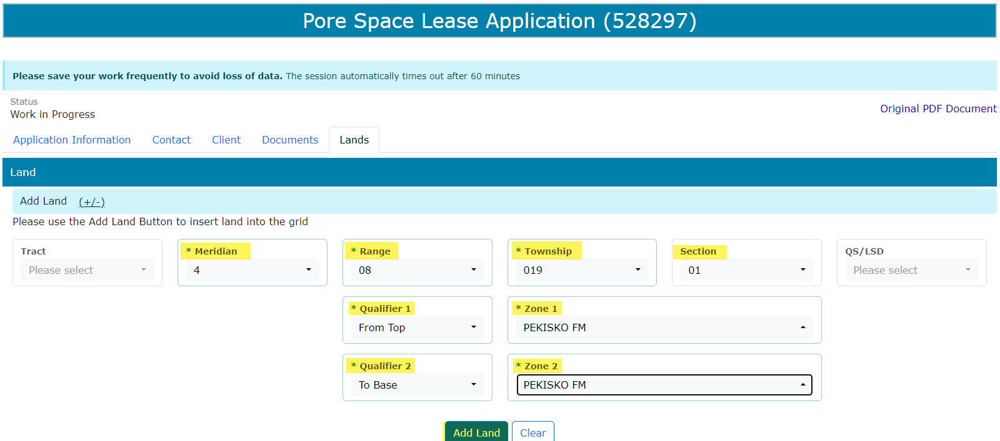 Pore Space Lease Application (528297)
Please save your work frequently to avoid loss of data. The session automatically times out after 60 minutes
Status
Work in Progress
Original PDF Document
Application Information Contact Client Documents Lands
Land
Add Land (+/-)
Please use the Add Land Button to insert land into the grid
Tract * Meridian * Range * Township Section QS/LSD
Please select 4 08 019 01 Please select
* Qualifier 1 * Zone 1
From Top PEKISKO FM
* Qualifier 2 * Zone 2
To Base PEKISKO FM
Add Land Clear